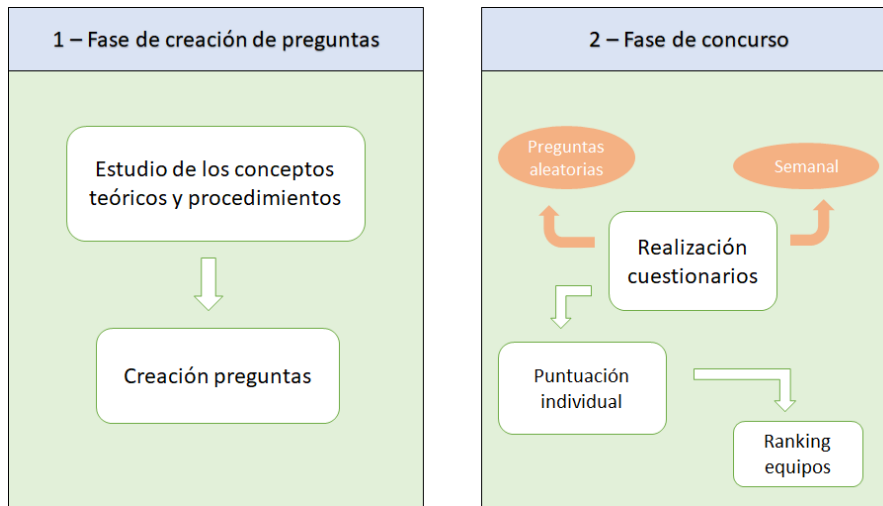 1 – Fase de creación de preguntas
Estudio de los conceptos
teóricos y procedimientos
Creación preguntas
2 – Fase de concurso
Preguntas
aleatorias
Semanal
Realización
cuestionarios
Puntuación
individual
Ranking
equipos